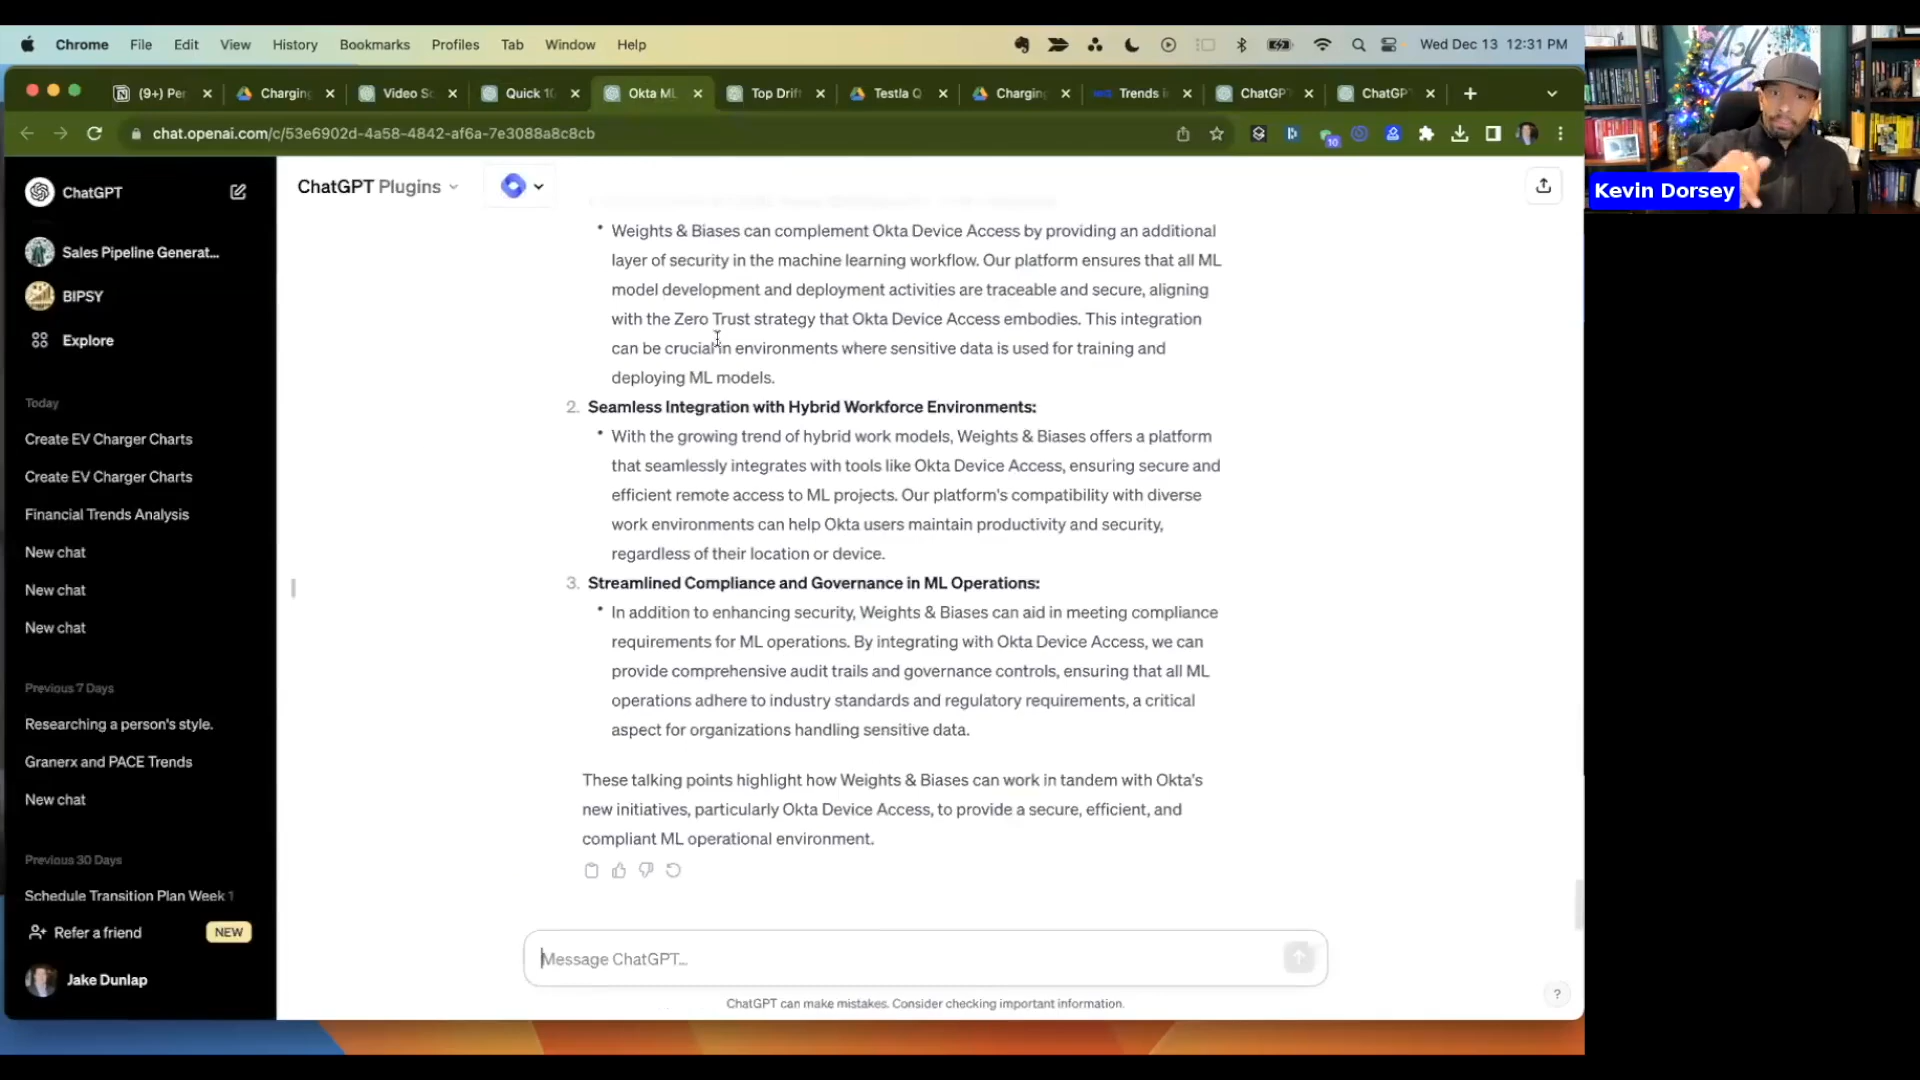 Chrome File Edit View History Bookmarks Profiles Tab Window Help
Wed Dec 13 12:31 PM
(9+) Per
Charging
Video Sc
Quick 10
Okta ML
Top Drift
Testla Q
Charging
Trends i
ChatGP
ChatGP
chat.openai.com/c/53e6902d-4a58-4842-af6a-7e3088a8c8cb
10
Kevin Dorsey
ChatGPT
Sales Pipeline Generat...
BIPSY
Explore
Today
Create EV Charger Charts
Create EV Charger Charts
Financial Trends Analysis
New chat
New chat
New chat
Previous 7 Days
Researching a person's style.
Granerx and PACE Trends
New chat
Previous 30 Days
Schedule Transition Plan Week 1
Refer a friend NEW
Jake Dunlap
ChatGPT Plugins
• Weights & Biases can complement Okta Device Access by providing an additional
layer of security in the machine learning workflow. Our platform ensures that all ML
model development and deployment activities are traceable and secure, aligning
with the Zero Trust strategy that Okta Device Access embodies. This integration
can be crucial in environments where sensitive data is used for training and
deploying ML models.
2. Seamless Integration with Hybrid Workforce Environments:
• With the growing trend of hybrid work models, Weights & Biases offers a platform
that seamlessly integrates with tools like Okta Device Access, ensuring secure and
efficient remote access to ML projects. Our platform's compatibility with diverse
work environments can help Okta users maintain productivity and security,
regardless of their location or device.
3. Streamlined Compliance and Governance in ML Operations:
• In addition to enhancing security, Weights & Biases can aid in meeting compliance
requirements for ML operations. By integrating with Okta Device Access, we can
provide comprehensive audit trails and governance controls, ensuring that all ML
operations adhere to industry standards and regulatory requirements, a critical
aspect for organizations handling sensitive data.
These talking points highlight how Weights & Biases can work in tandem with Okta's
new initiatives, particularly Okta Device Access, to provide a secure, efficient, and
compliant ML operational environment.
Message ChatGPT...
ChatGPT can make mistakes. Consider checking important information.
?